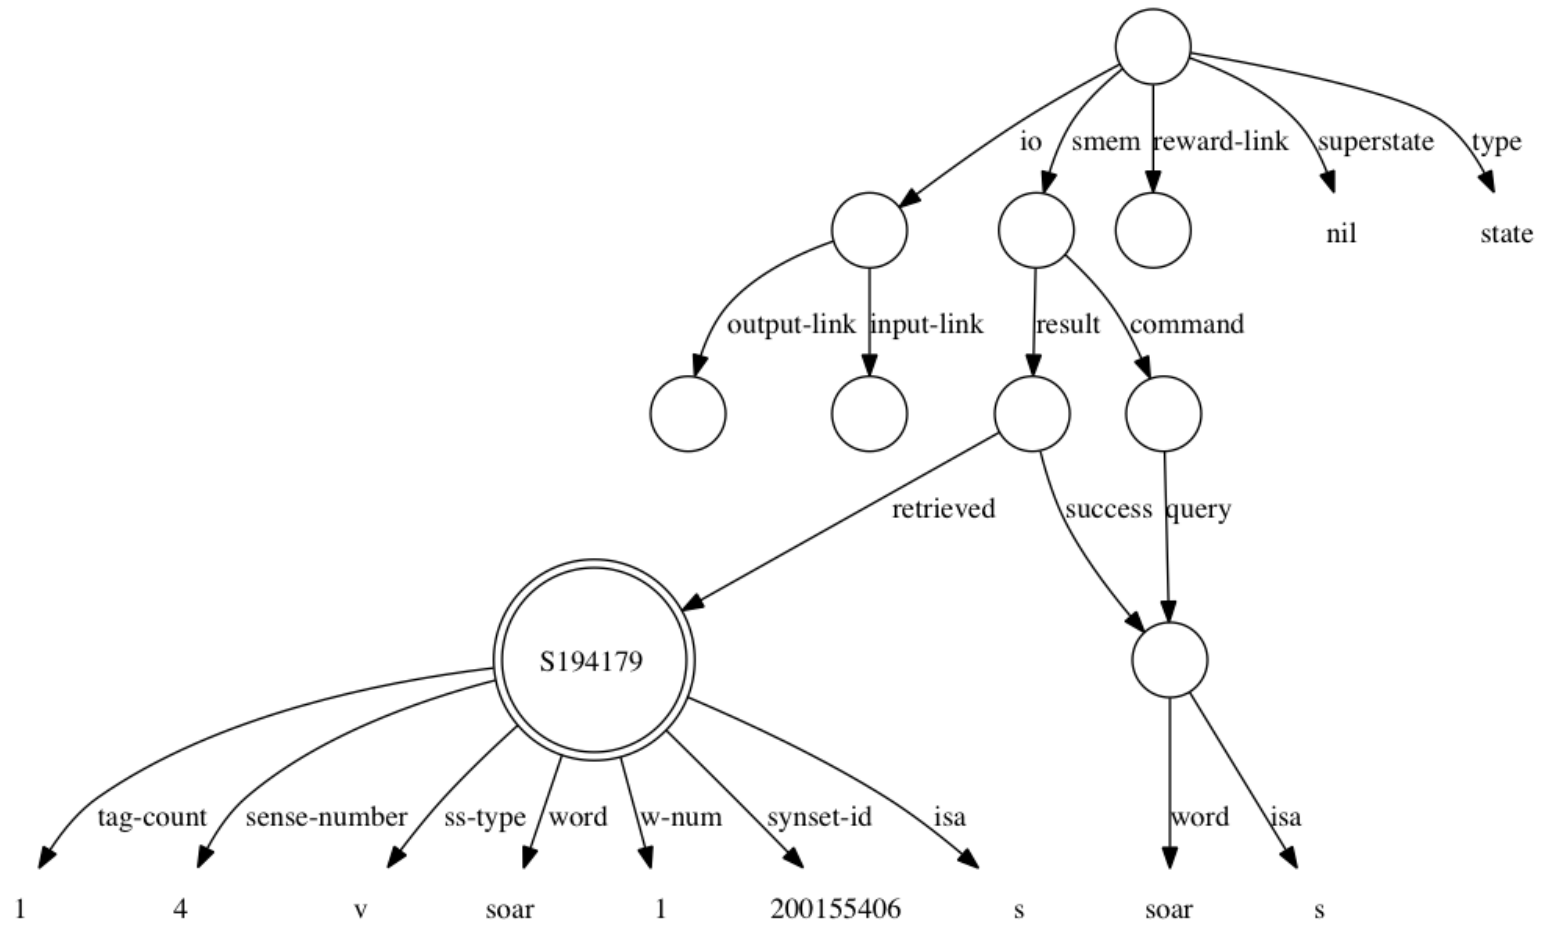 io smem reward-link superstate type
nil state
output-link input-link result command
retrieved success query
S194179
tag-count sense-number ss-type word w-num synset-id isa word isa
1 4 v soar 1 200155406 s soar s